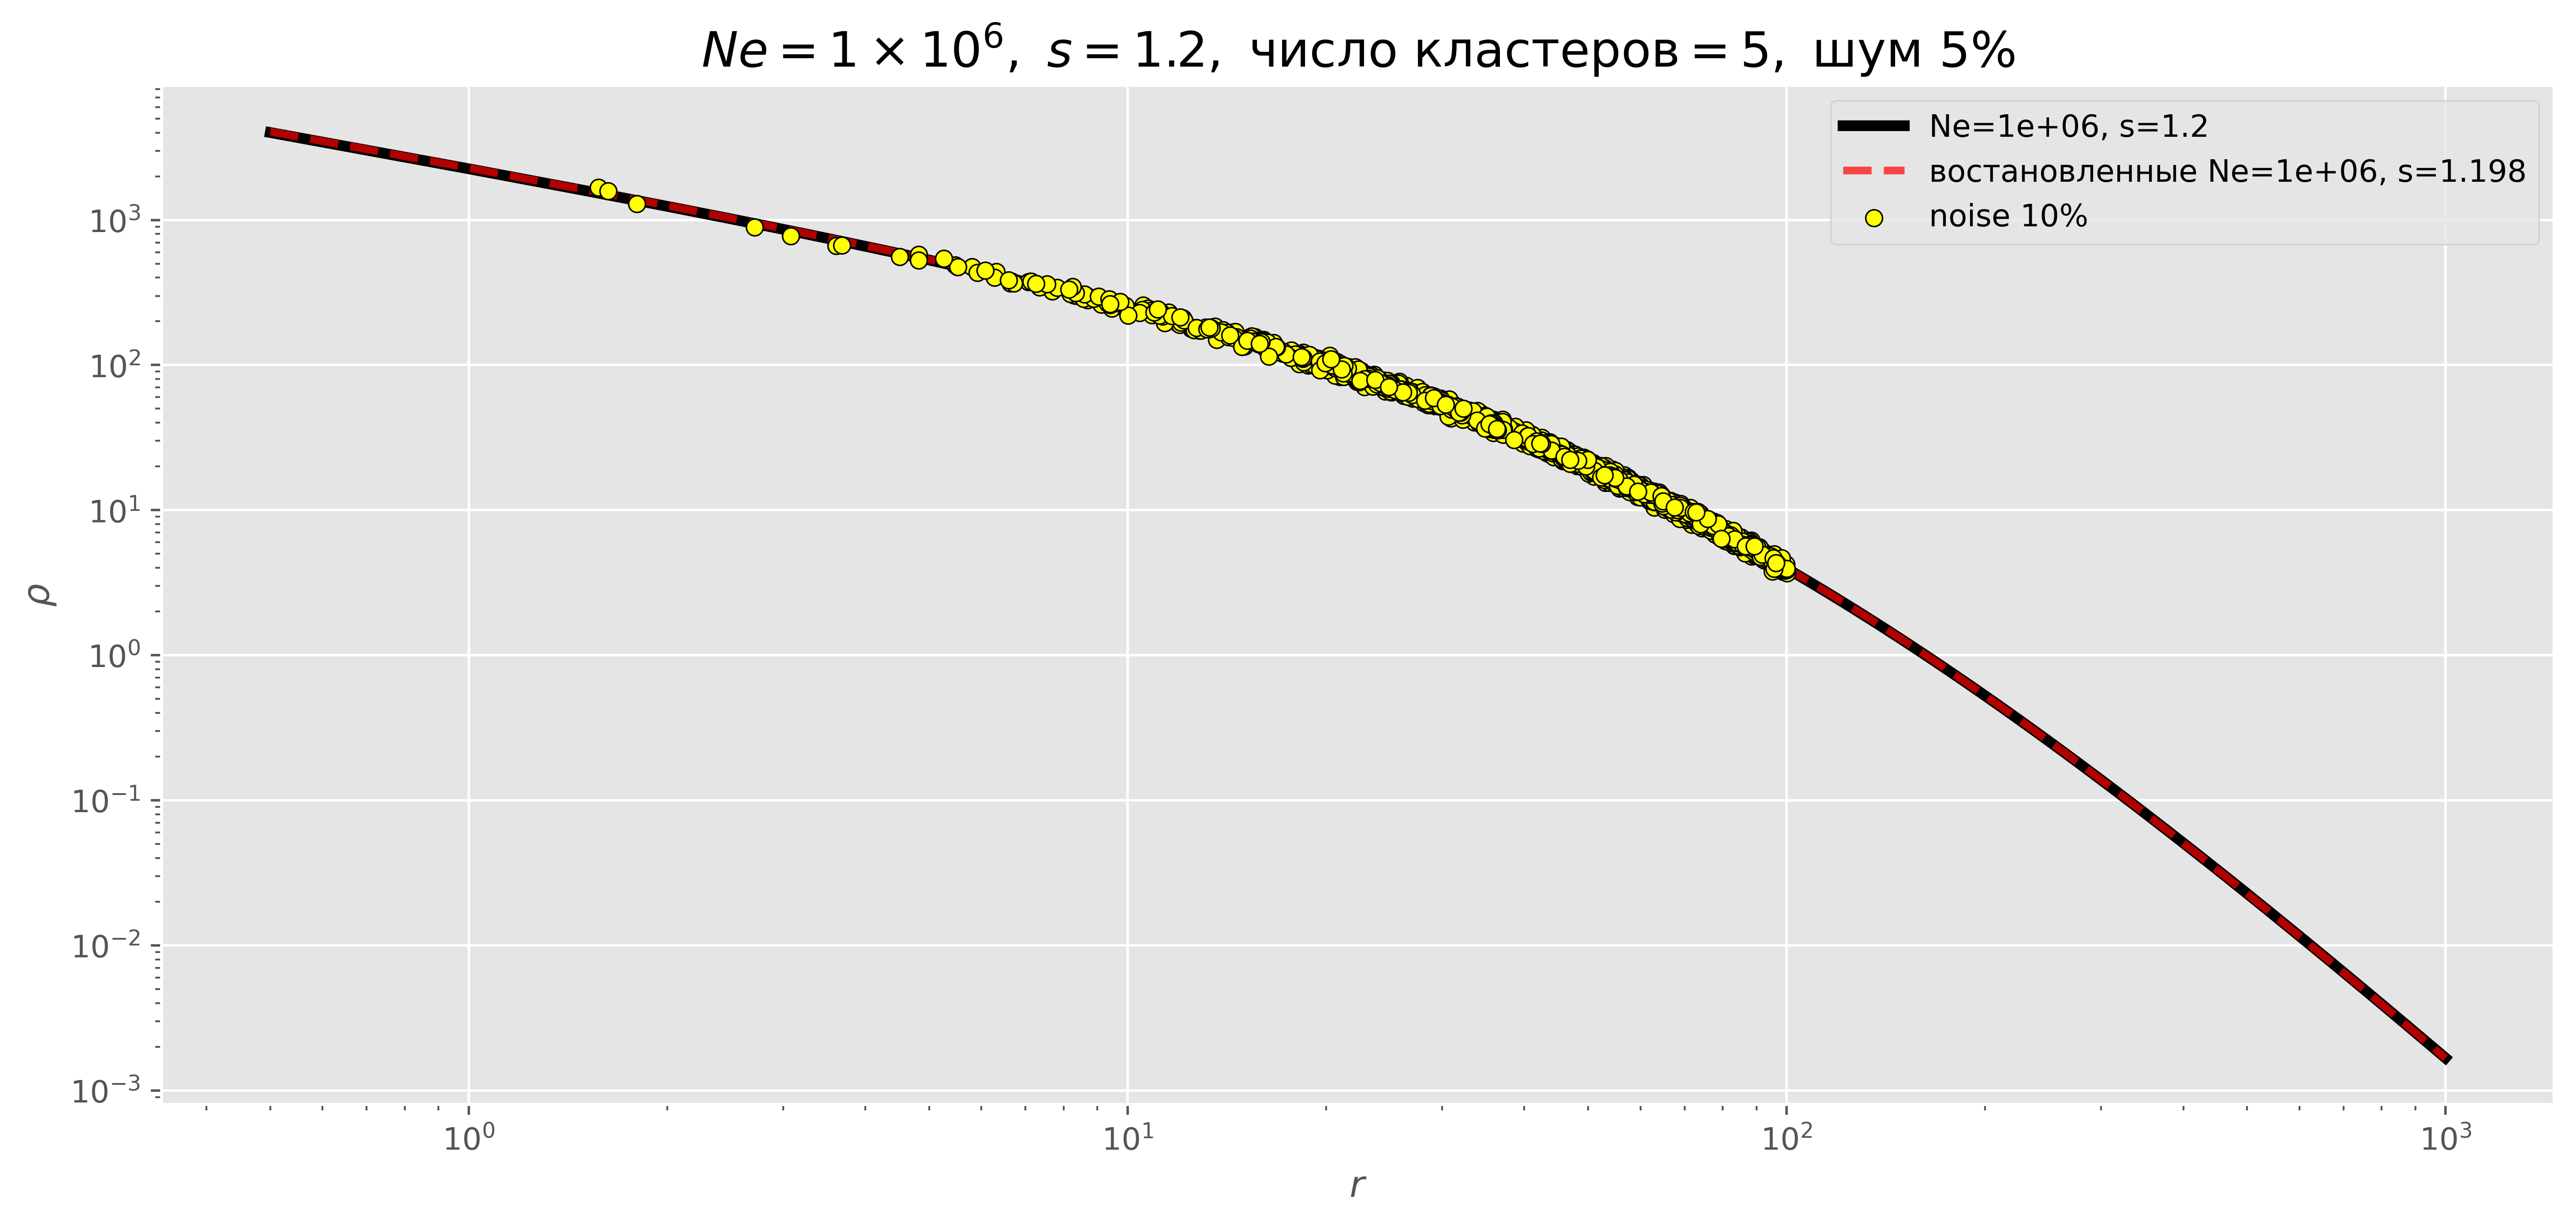 Ne = 1 × 10⁶, s = 1.2, число кластеров = 5, шум 5%
Ne=1e+06, s=1.2
востановленные Ne=1e+06, s=1.198
noise 10%
10³
10²
10¹
10⁰
10⁻¹
10⁻²
10⁻³
ρ
10⁰ 10¹ 10² 10³
r